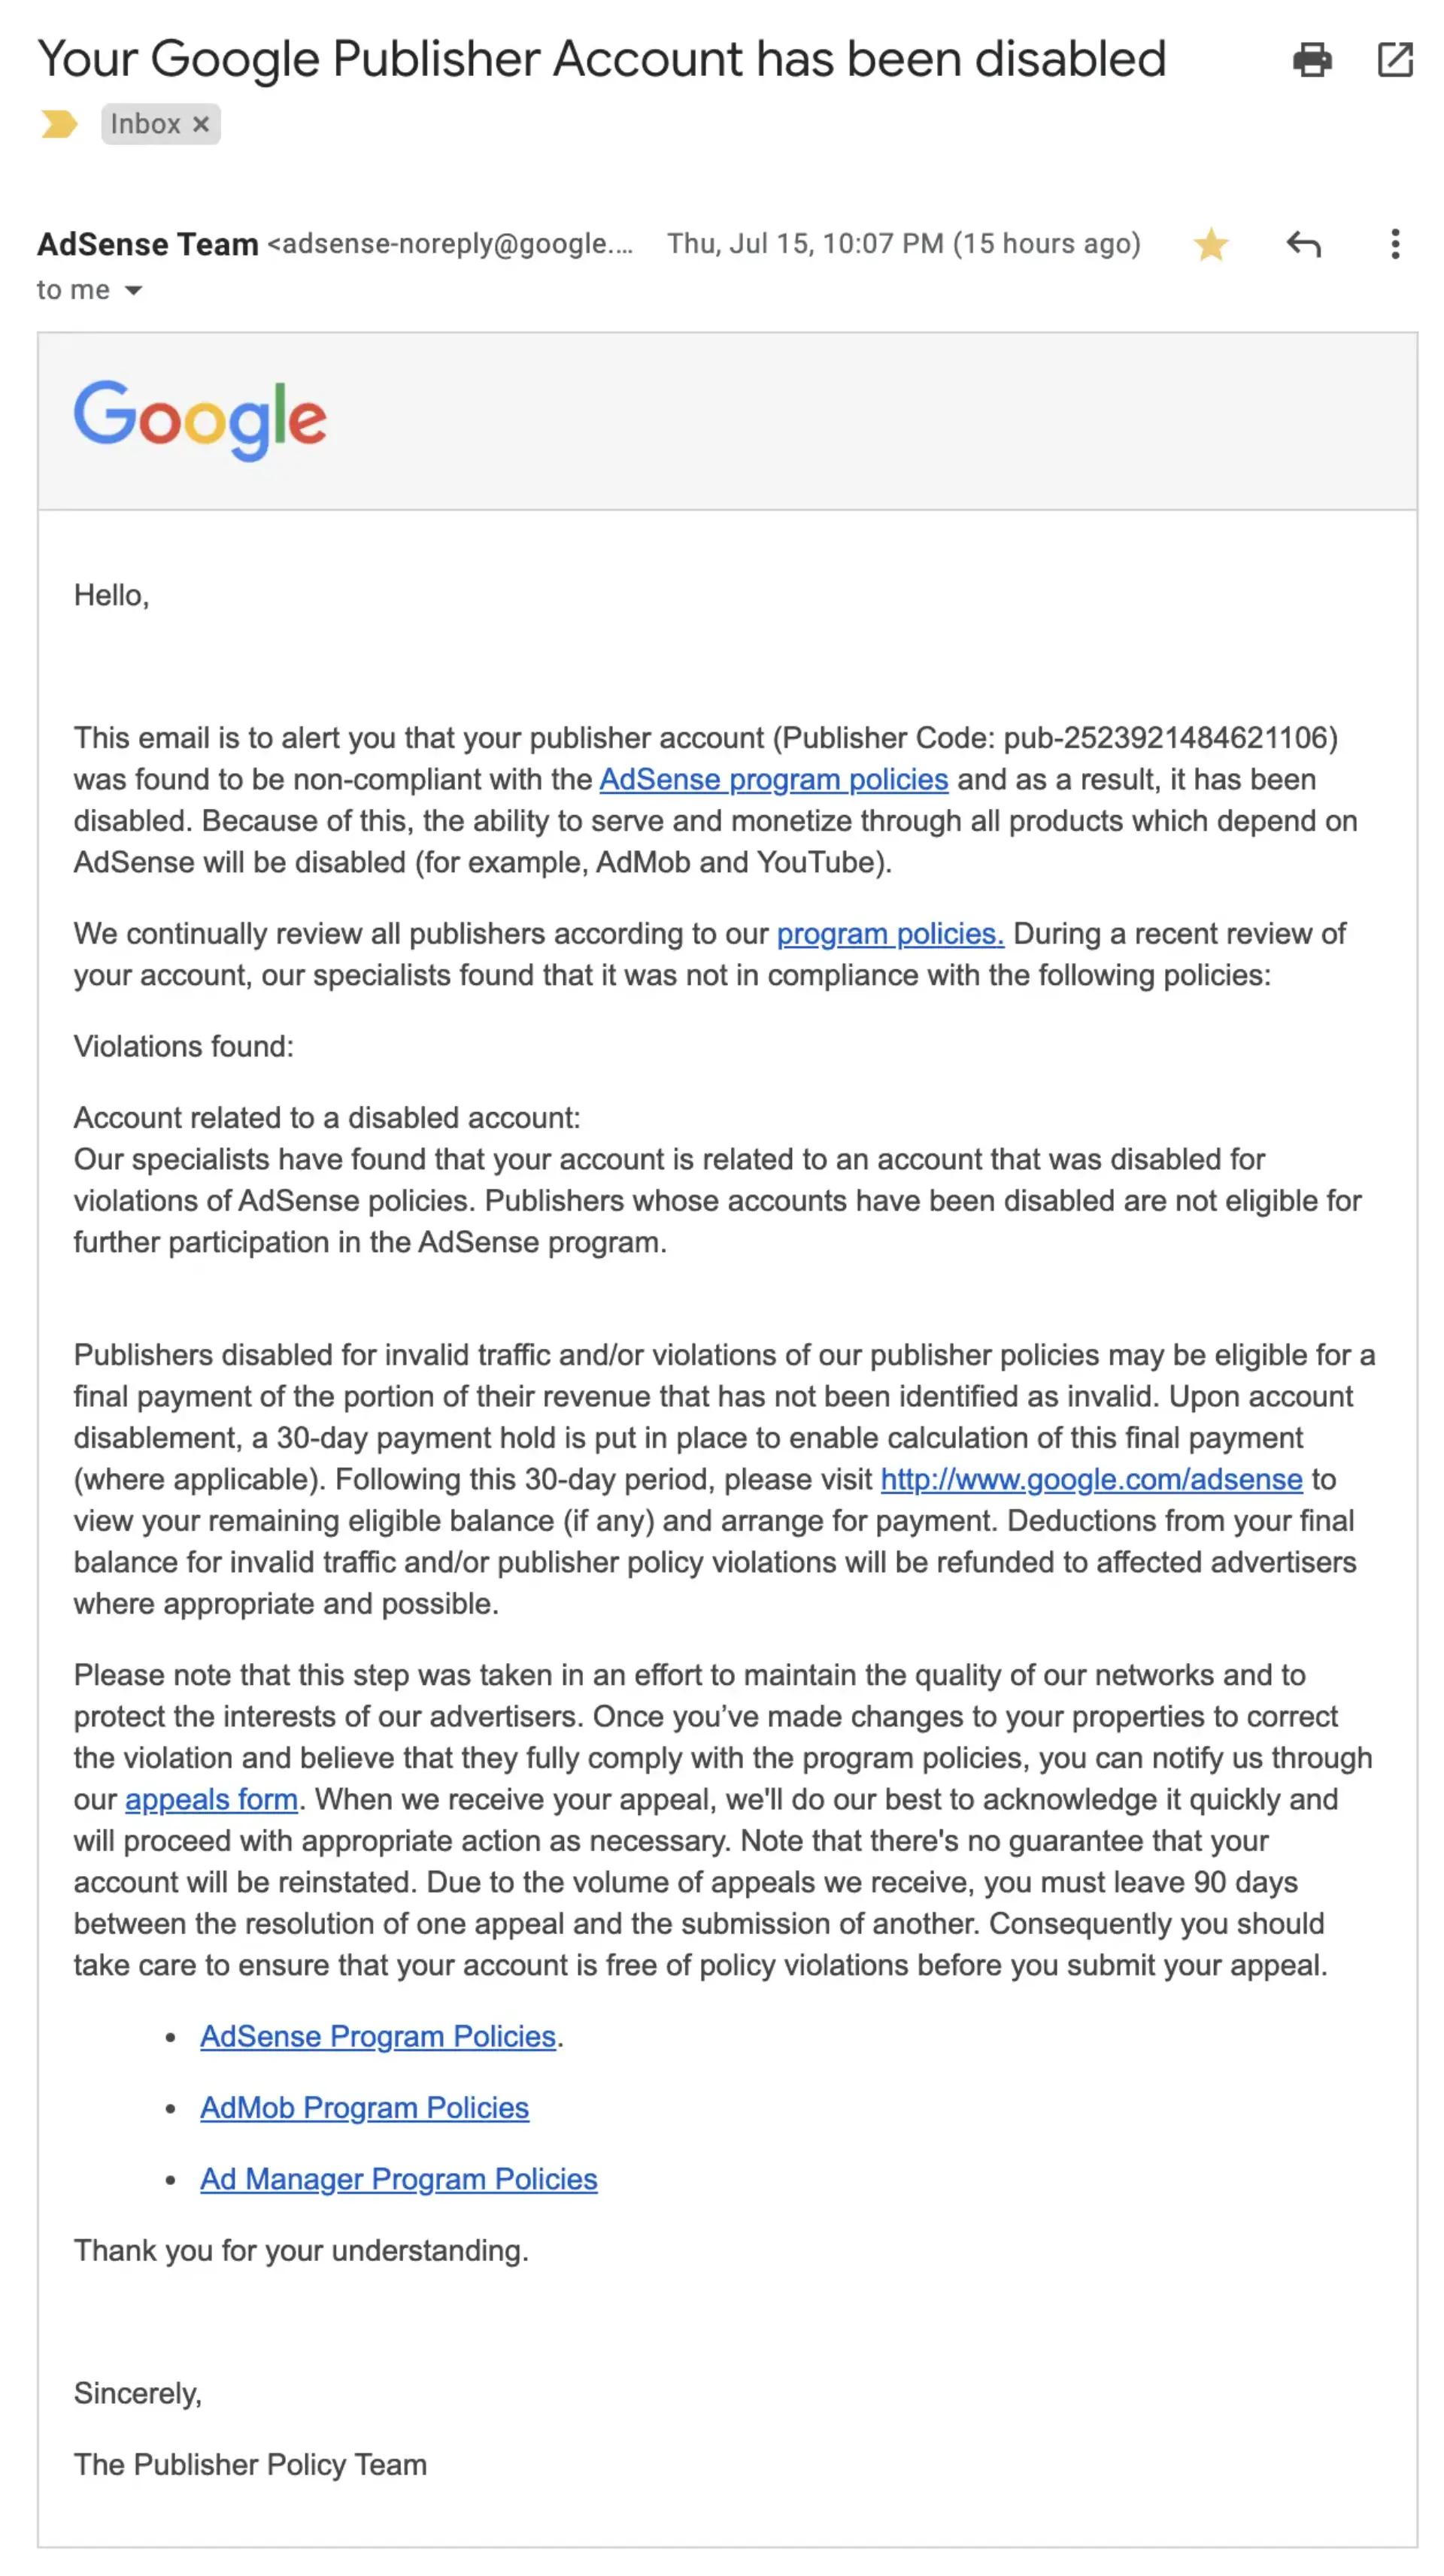 Your Google Publisher Account has been disabled
Inbox ×
AdSense Team <adsense-noreply@google.... Thu, Jul 15, 10:07 PM (15 hours ago)
to me
Google
Hello,
This email is to alert you that your publisher account (Publisher Code: pub-2523921484621106)
was found to be non-compliant with the AdSense program policies and as a result, it has been
disabled. Because of this, the ability to serve and monetize through all products which depend on
AdSense will be disabled (for example, AdMob and YouTube).
We continually review all publishers according to our program policies. During a recent review of
your account, our specialists found that it was not in compliance with the following policies:
Violations found:
Account related to a disabled account:
Our specialists have found that your account is related to an account that was disabled for
violations of AdSense policies. Publishers whose accounts have been disabled are not eligible for
further participation in the AdSense program.
Publishers disabled for invalid traffic and/or violations of our publisher policies may be eligible for a
final payment of the portion of their revenue that has not been identified as invalid. Upon account
disablement, a 30-day payment hold is put in place to enable calculation of this final payment
(where applicable). Following this 30-day period, please visit http://www.google.com/adsense to
view your remaining eligible balance (if any) and arrange for payment. Deductions from your final
balance for invalid traffic and/or publisher policy violations will be refunded to affected advertisers
where appropriate and possible.
Please note that this step was taken in an effort to maintain the quality of our networks and to
protect the interests of our advertisers. Once you’ve made changes to your properties to correct
the violation and believe that they fully comply with the program policies, you can notify us through
our appeals form. When we receive your appeal, we'll do our best to acknowledge it quickly and
will proceed with appropriate action as necessary. Note that there's no guarantee that your
account will be reinstated. Due to the volume of appeals we receive, you must leave 90 days
between the resolution of one appeal and the submission of another. Consequently you should
take care to ensure that your account is free of policy violations before you submit your appeal.
• AdSense Program Policies.
• AdMob Program Policies
• Ad Manager Program Policies
Thank you for your understanding.
Sincerely,
The Publisher Policy Team